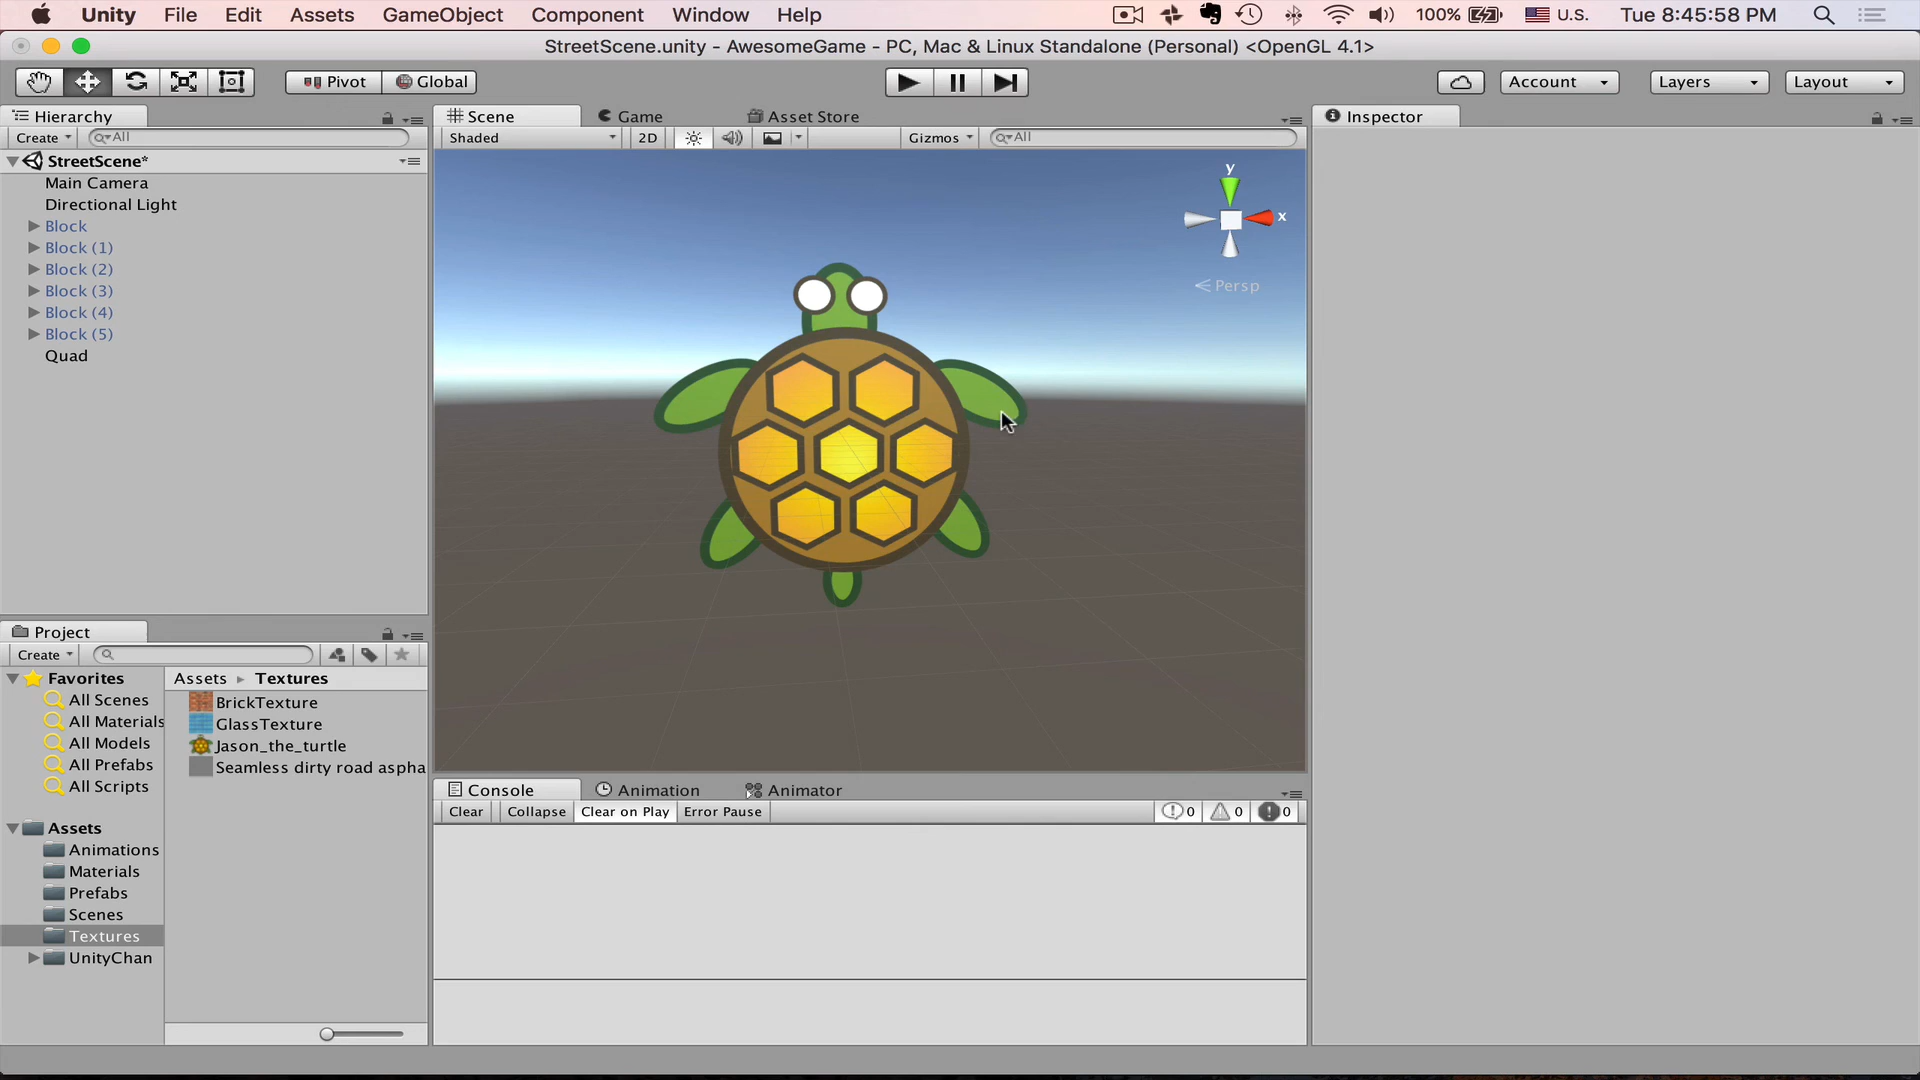 Unity File Edit Assets GameObject Component Window Help 100% U.S. Tue 8:45:58 PM
StreetScene.unity - AwesomeGame - PC, Mac & Linux Standalone (Personal) <OpenGL 4.1>
Pivot Global Account Layers Layout
Hierarchy
Create All
StreetScene*
Main Camera
Directional Light
Block
Block (1)
Block (2)
Block (3)
Block (4)
Block (5)
Quad
Scene Game Asset Store
Shaded 2D Gizmos All
y
x
Persp
Inspector
Project
Create
Favorites
All Scenes
All Materials
All Models
All Prefabs
All Scripts
Assets
Animations
Materials
Prefabs
Scenes
Textures
UnityChan
Assets Textures
BrickTexture
GlassTexture
Jason_the_turtle
Seamless dirty road aspha
Console Animation Animator
Clear Collapse Clear on Play Error Pause 0 0 0